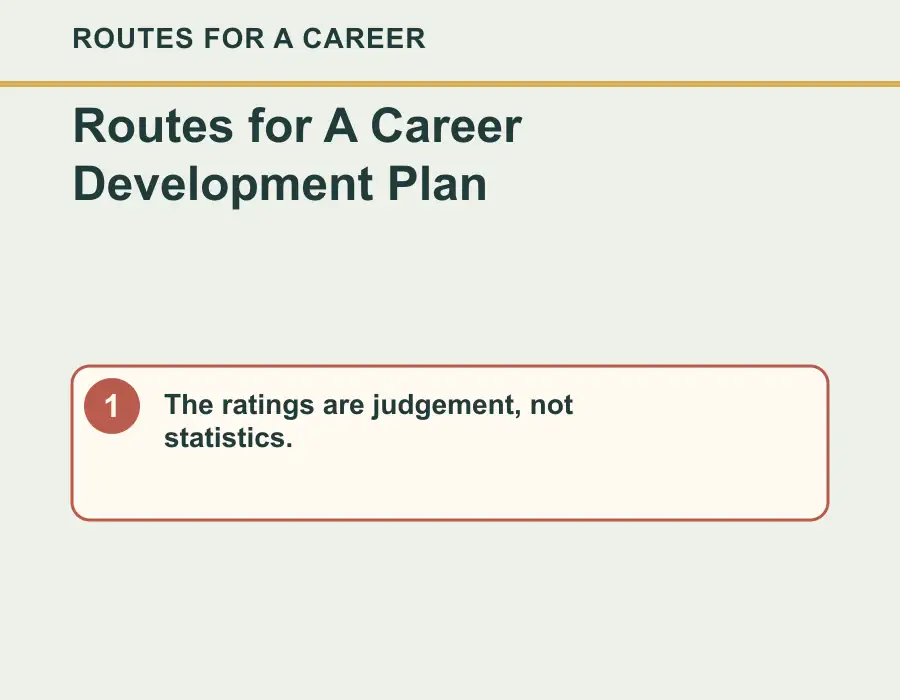 ROUTES FOR A CAREER
Routes for A Career
Development Plan
1
The ratings are judgement, not
statistics.